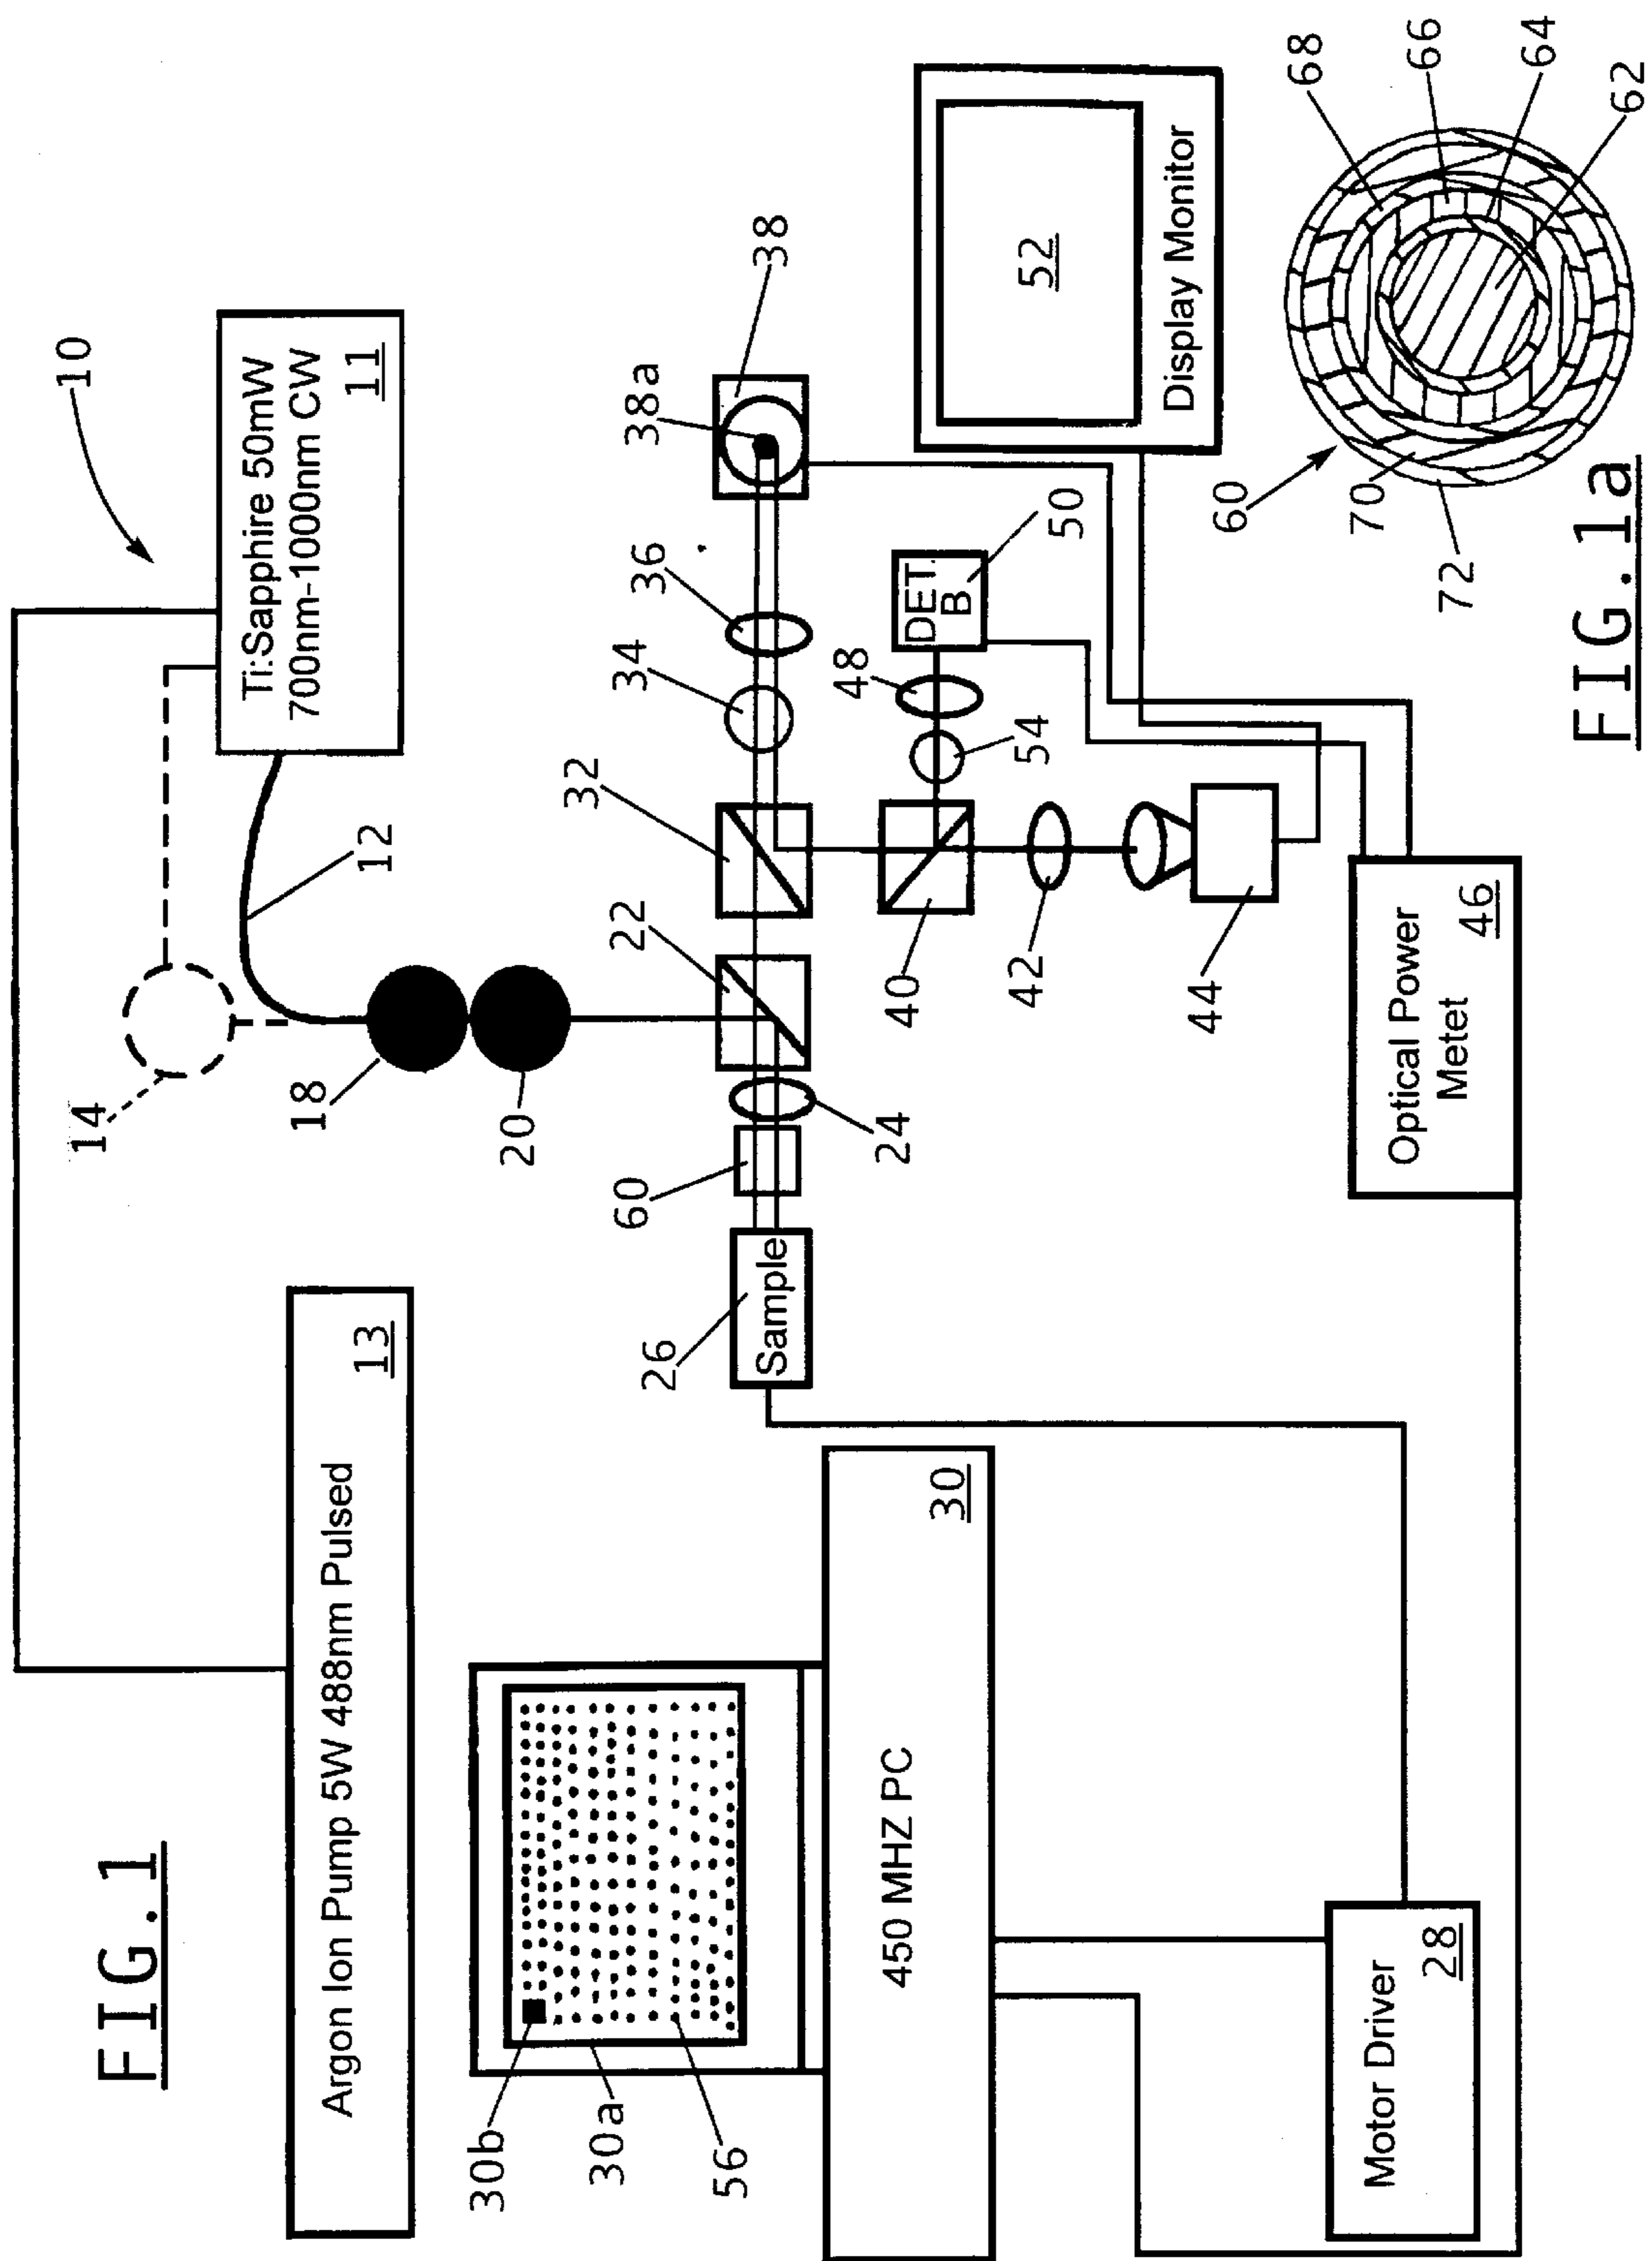 FIG.1
Argon Ion Pump 5W 488nm Pulsed
13
10
Ti:Sapphire 50mW
700nm-1000nm CW
11
14
12
18
20
30b
30a
56
450 MHZ PC
30
26
Sample
60
24
22
32
34
36
38a
38
40
42
44
54
48
DET.
B
50
52
Display Monitor
Motor Driver
28
Optical Power
Metet
46
60
70
72
68
66
64
62
FIG.1a